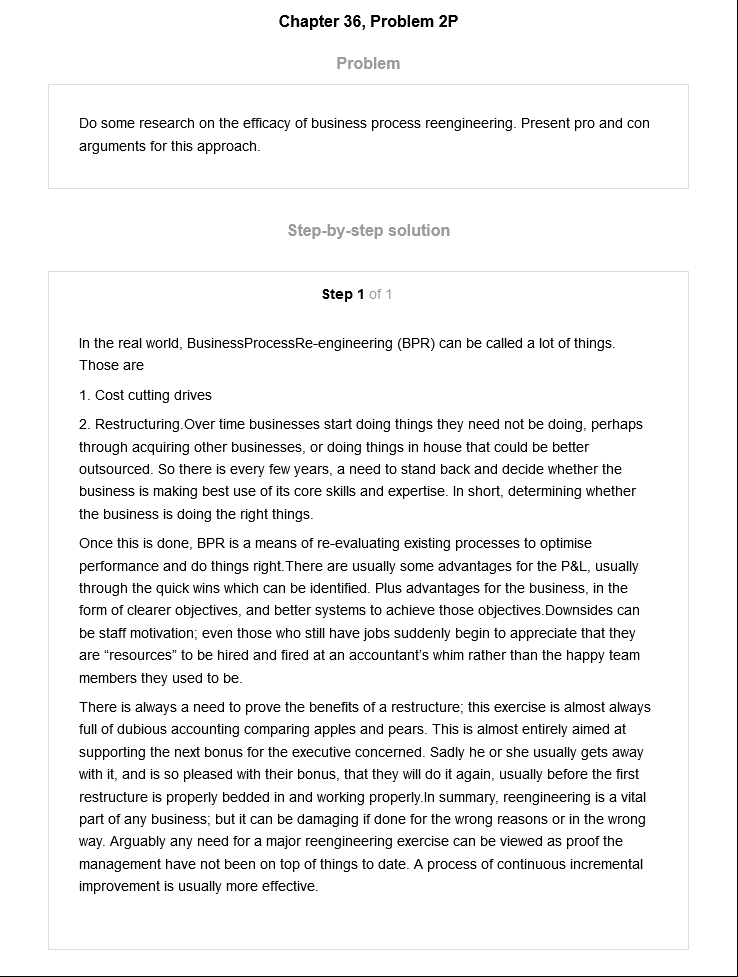 Chapter 36, Problem 2P
Problem
Do some research on the efficacy of business process reengineering. Present pro and con
arguments for this approach.
Step-by-step solution
Step 1 of 1
In the real world, BusinessProcessRe-engineering (BPR) can be called a lot of things.
Those are
1. Cost cutting drives
2. Restructuring.Over time businesses start doing things they need not be doing, perhaps
through acquiring other businesses, or doing things in house that could be better
outsourced. So there is every few years, a need to stand back and decide whether the
business is making best use of its core skills and expertise. In short, determining whether
the business is doing the right things.
Once this is done, BPR is a means of re-evaluating existing processes to optimise
performance and do things right.There are usually some advantages for the P&L, usually
through the quick wins which can be identified. Plus advantages for the business, in the
form of clearer objectives, and better systems to achieve those objectives.Downsides can
be staff motivation; even those who still have jobs suddenly begin to appreciate that they
are “resources” to be hired and fired at an accountant’s whim rather than the happy team
members they used to be.
There is always a need to prove the benefits of a restructure; this exercise is almost always
full of dubious accounting comparing apples and pears. This is almost entirely aimed at
supporting the next bonus for the executive concerned. Sadly he or she usually gets away
with it, and is so pleased with their bonus, that they will do it again, usually before the first
restructure is properly bedded in and working properly.In summary, reengineering is a vital
part of any business; but it can be damaging if done for the wrong reasons or in the wrong
way. Arguably any need for a major reengineering exercise can be viewed as proof the
management have not been on top of things to date. A process of continuous incremental
improvement is usually more effective.